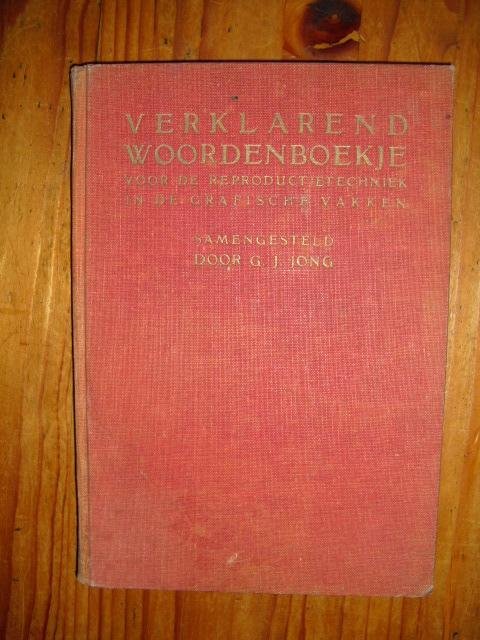 VERKLAREND
WOORDENBOEKJE
VOOR DE REPRODUCTIETECHNIEK
IN DE GRAFISCHE VAKKEN
SAMENGESTELD
DOOR G. J. JONG